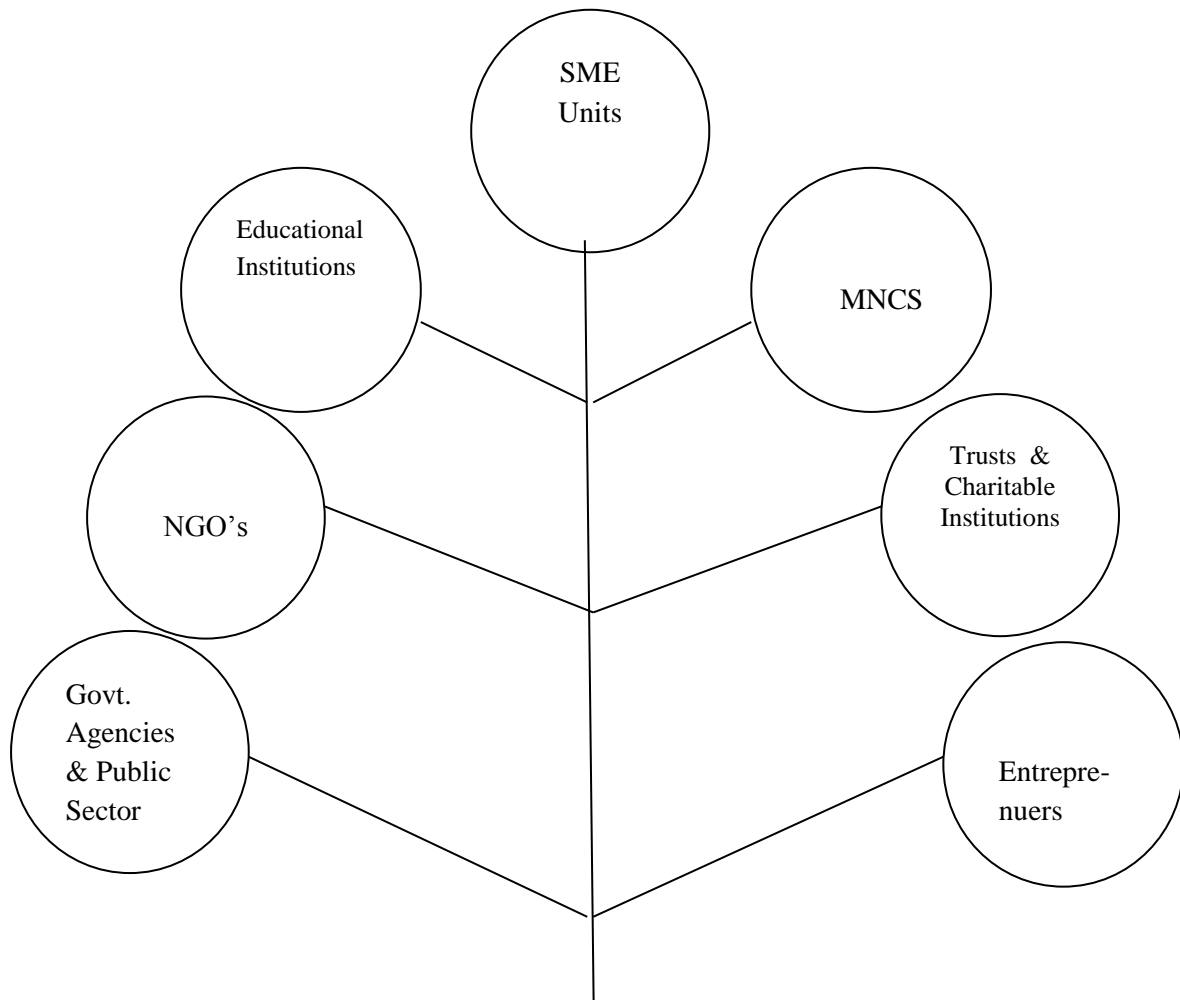 SME
Units
Educational
Institutions
MNCS
Trusts &
Charitable
Institutions
NGO’s
Govt.
Agencies
& Public
Sector
Entrepre-
nuers